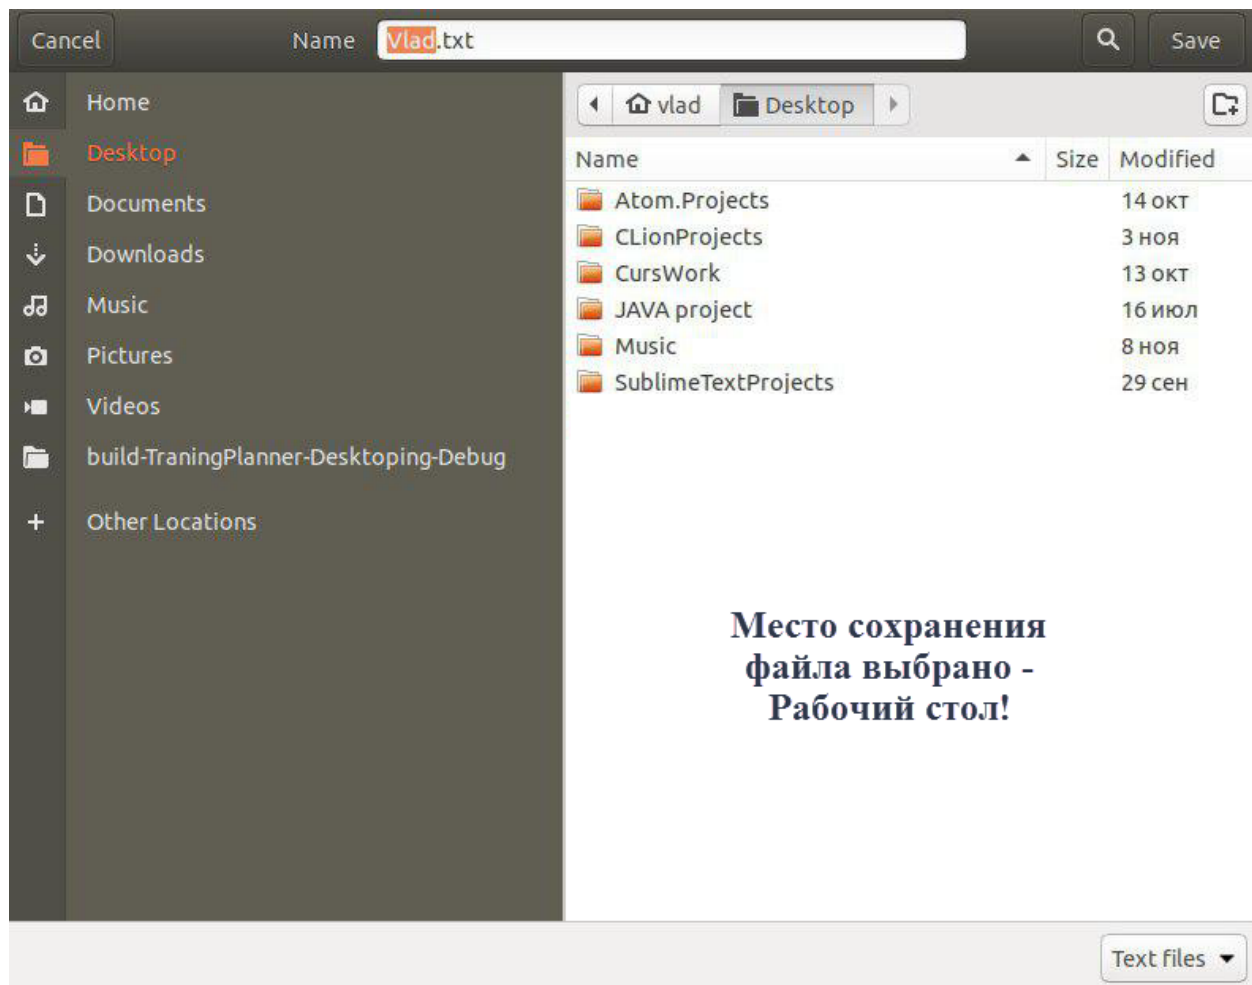 Cancel Name Vlad.txt Save
Home
Desktop
Documents
Downloads
Music
Pictures
Videos
build-TraningPlanner-Desktoping-Debug
Other Locations
vlad Desktop
Name Size Modified
Atom.Projects 14 окт
CLionProjects 3 ноя
CursWork 13 окт
JAVA project 16 июл
Music 8 ноя
SublimeTextProjects 29 сен
Место сохранения
файла выбрано -
Рабочий стол!
Text files